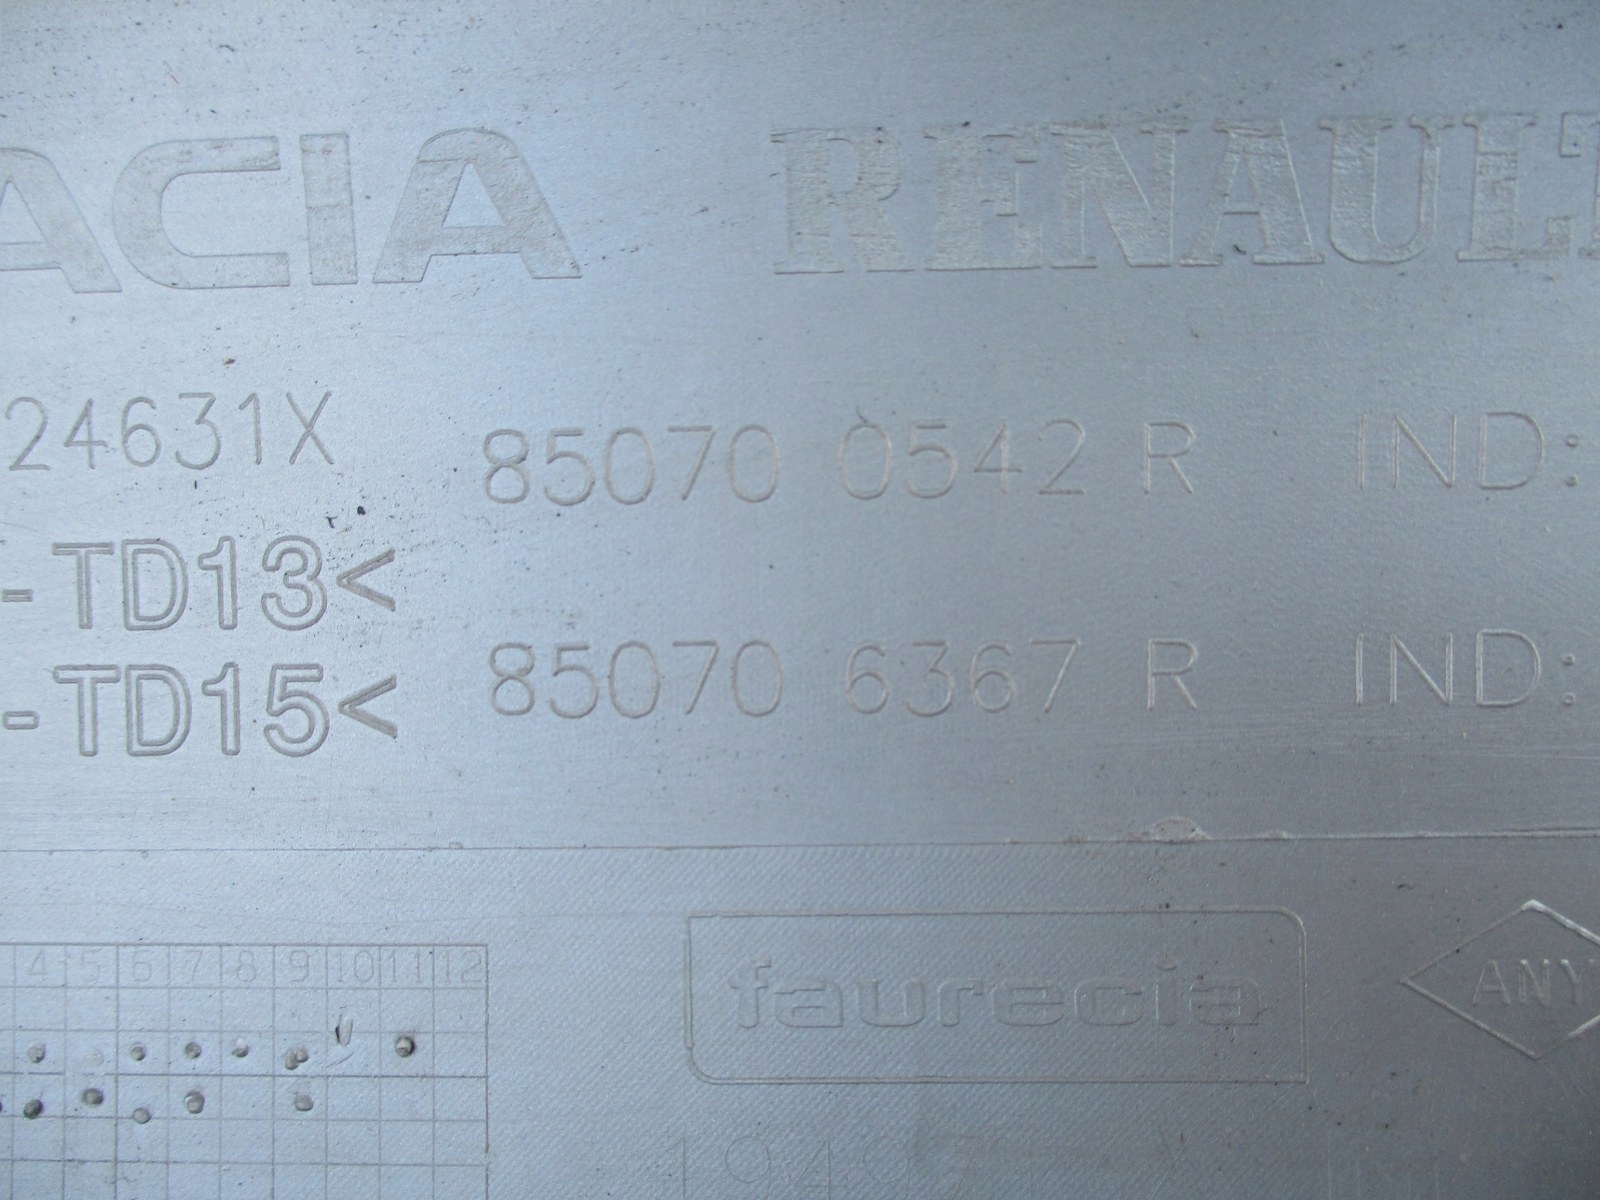 ACIA RENAULT
24631X 85070 0542 R IND:
-TD13<
85070 6367 R IND:
-TD15<
4 5 6 7 8 9 10 11 12
faurecia
ANY